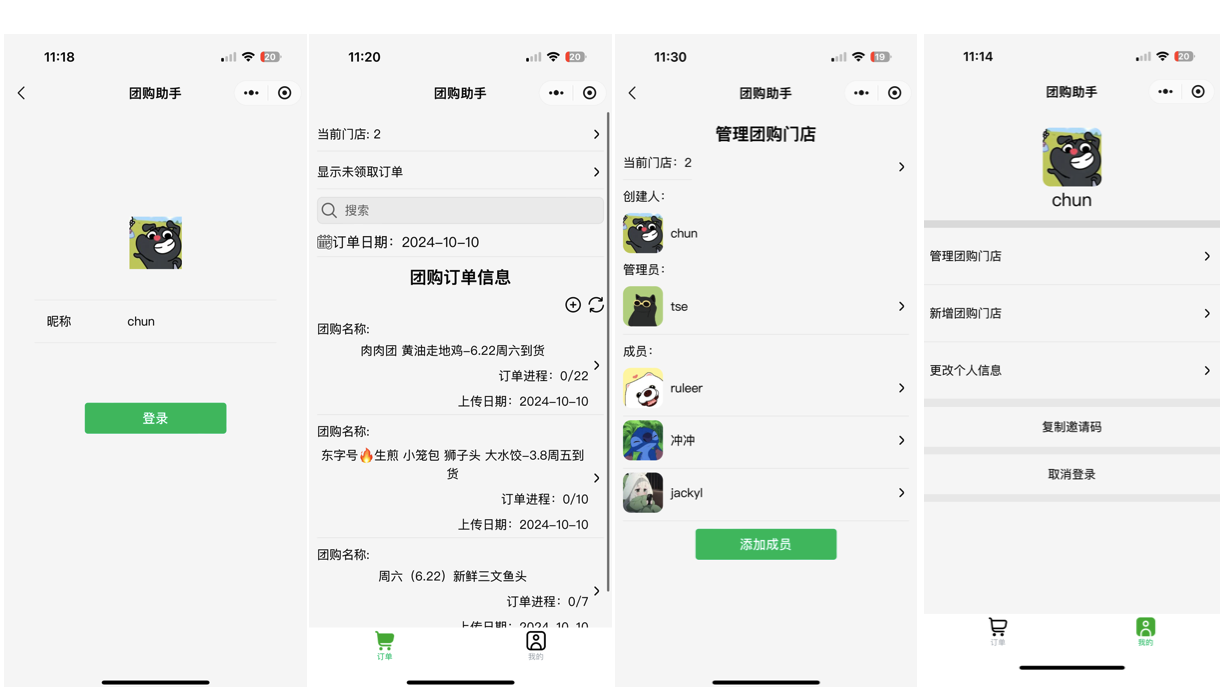 11:18
20
团购助手
昵称 chun
登录
11:20
20
团购助手
当前门店: 2
显示未领取订单
搜索
订单日期：2024-10-10
团购订单信息
团购名称:
肉肉团 黄油走地鸡-6.22周六到货
订单进程：0/22
上传日期：2024-10-10
团购名称:
东字号🔥生煎 小笼包 狮子头 大水饺-3.8周五到
货
订单进程：0/10
上传日期：2024-10-10
团购名称:
周六（6.22）新鲜三文鱼头
订单进程：0/7
上传日期：2024-10-10
订单
我的
11:30
19
团购助手
管理团购门店
当前门店：2
创建人：
chun
管理员：
tse
成员：
ruleer
冲冲
jackyl
添加成员
11:14
20
团购助手
chun
管理团购门店
新增团购门店
更改个人信息
复制邀请码
取消登录
订单
我的